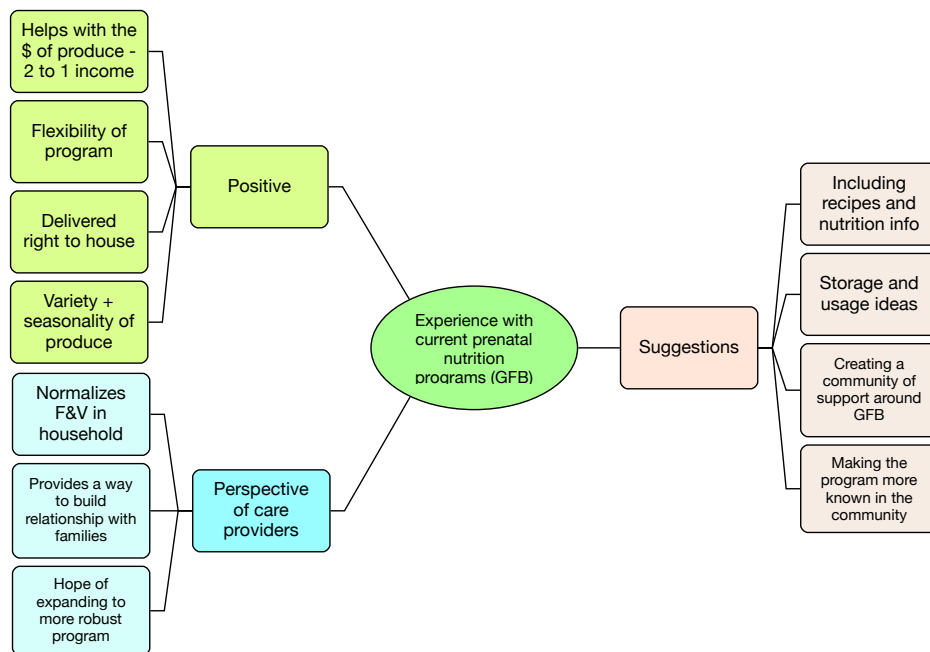 Helps with the
$ of produce -
2 to 1 income
Flexibility of
program
Delivered
right to house
Variety +
seasonality of
produce
Positive
Normalizes
F&V in
household
Provides a way
to build
relationship with
families
Hope of
expanding to
more robust
program
Perspective
of care
providers
Experience with
current prenatal
nutrition
programs (GFB)
Suggestions
Including
recipes and
nutrition info
Storage and
usage ideas
Creating a
community of
support around
GFB
Making the
program more
known in the
community